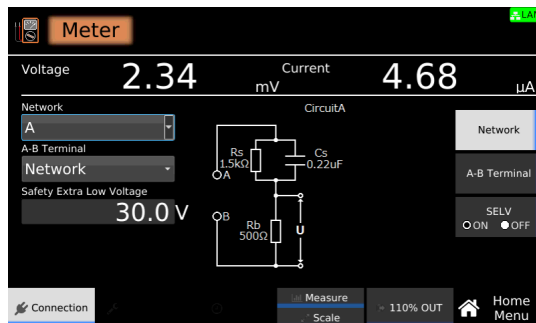 LAN
Meter
Voltage 2.34 mV Current 4.68 µA
Network
A
A-B Terminal
Network
Safety Extra Low Voltage
30.0 V
CircuitA
Rs
1.5kΩ
Cs
0.22uF
A
B
Rb
500Ω
U
Network
A-B Terminal
SELV
ON OFF
Connection
Measure
Scale
110% OUT
Home
Menu